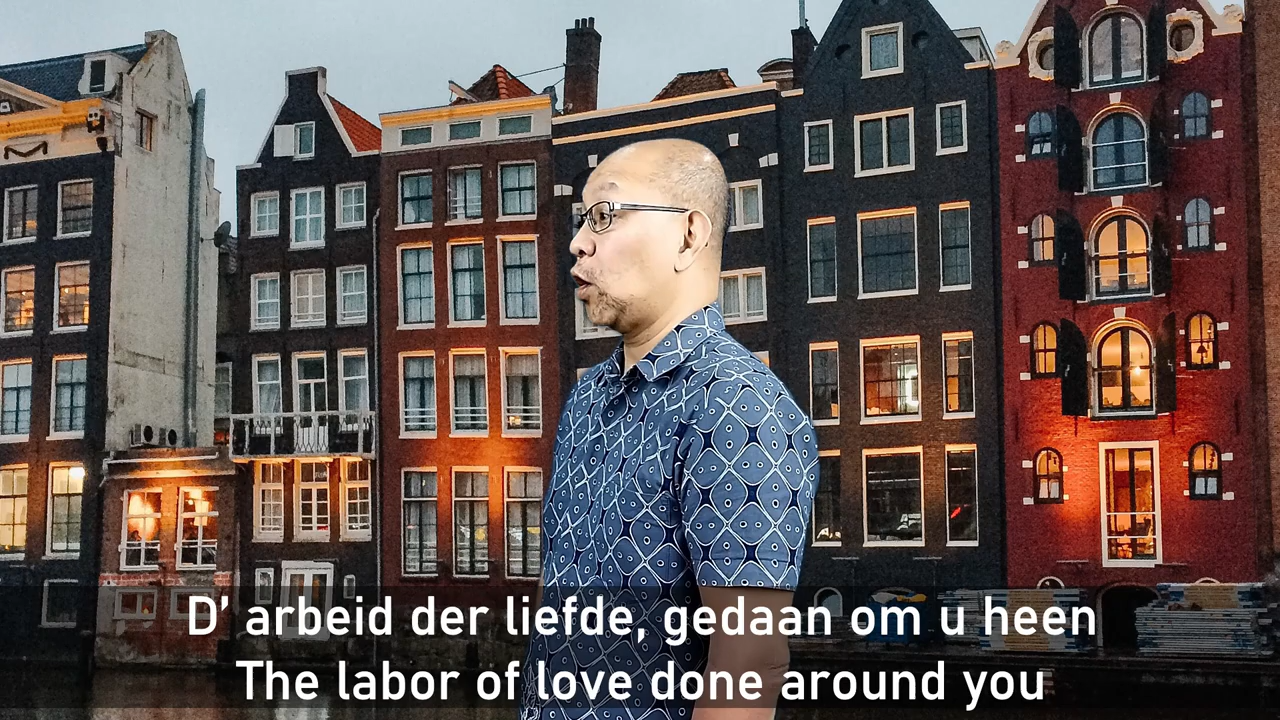 D’ arbeid der liefde, gedaan om u heen
The labor of love done around you